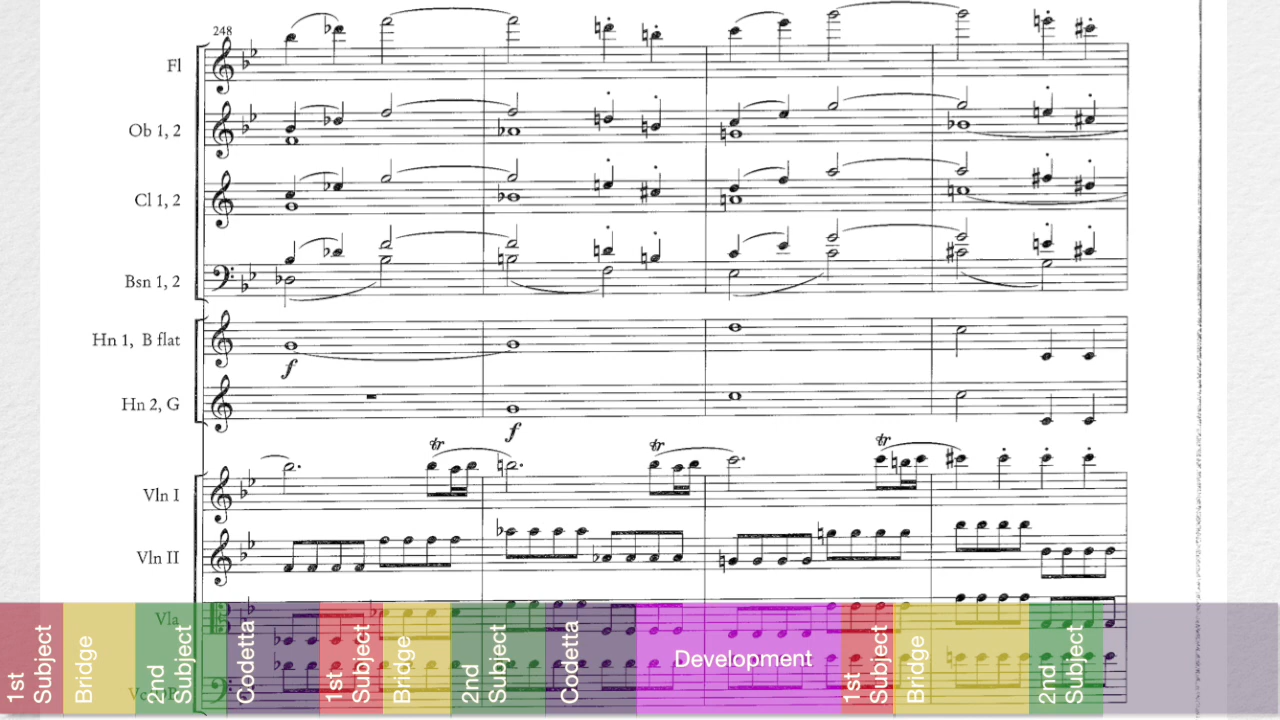 248
Fl
Ob 1, 2
Cl 1, 2
Bsn 1, 2
Hn 1, B flat
f
Hn 2, G
f
tr tr tr
Vln I
Vln II
Vla
1st
Subject
Bridge
2nd
Subject
Codetta
1st
Subject
Bridge
2nd
Subject
Codetta
Development
1st
Subject
Bridge
2nd
Subject